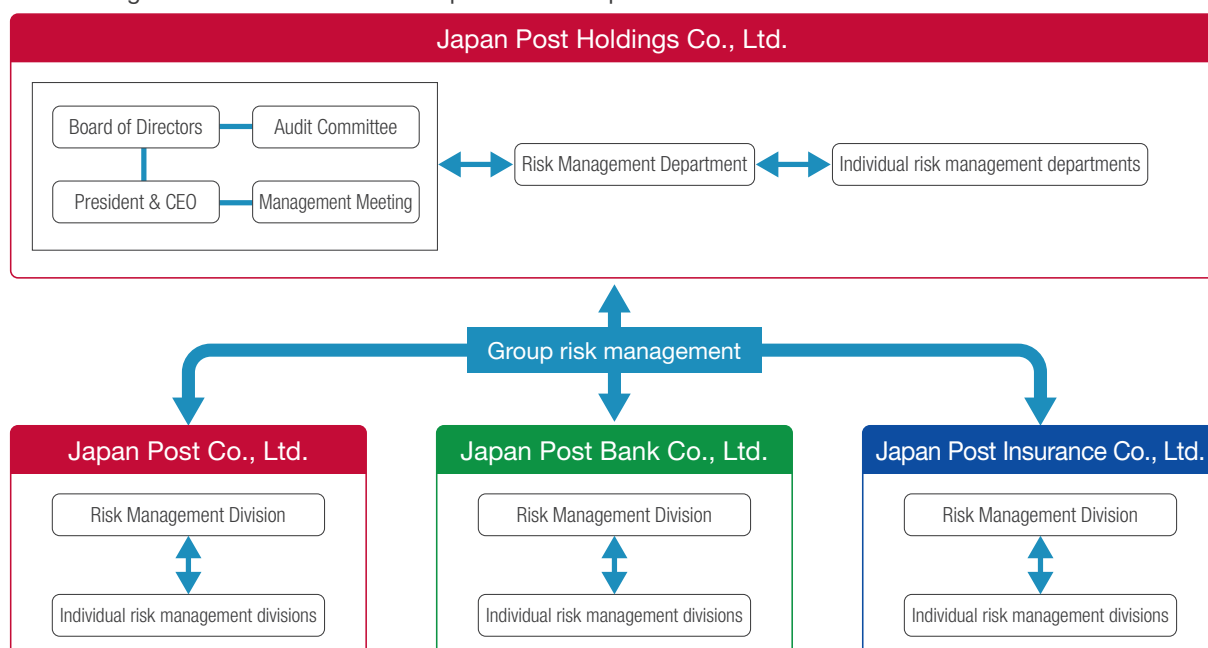 Japan Post Holdings Co., Ltd.
Board of Directors
Audit Committee
President & CEO
Management Meeting
Risk Management Department
Individual risk management departments
Group risk management
Japan Post Co., Ltd.
Risk Management Division
Individual risk management divisions
Japan Post Bank Co., Ltd.
Risk Management Division
Individual risk management divisions
Japan Post Insurance Co., Ltd.
Risk Management Division
Individual risk management divisions